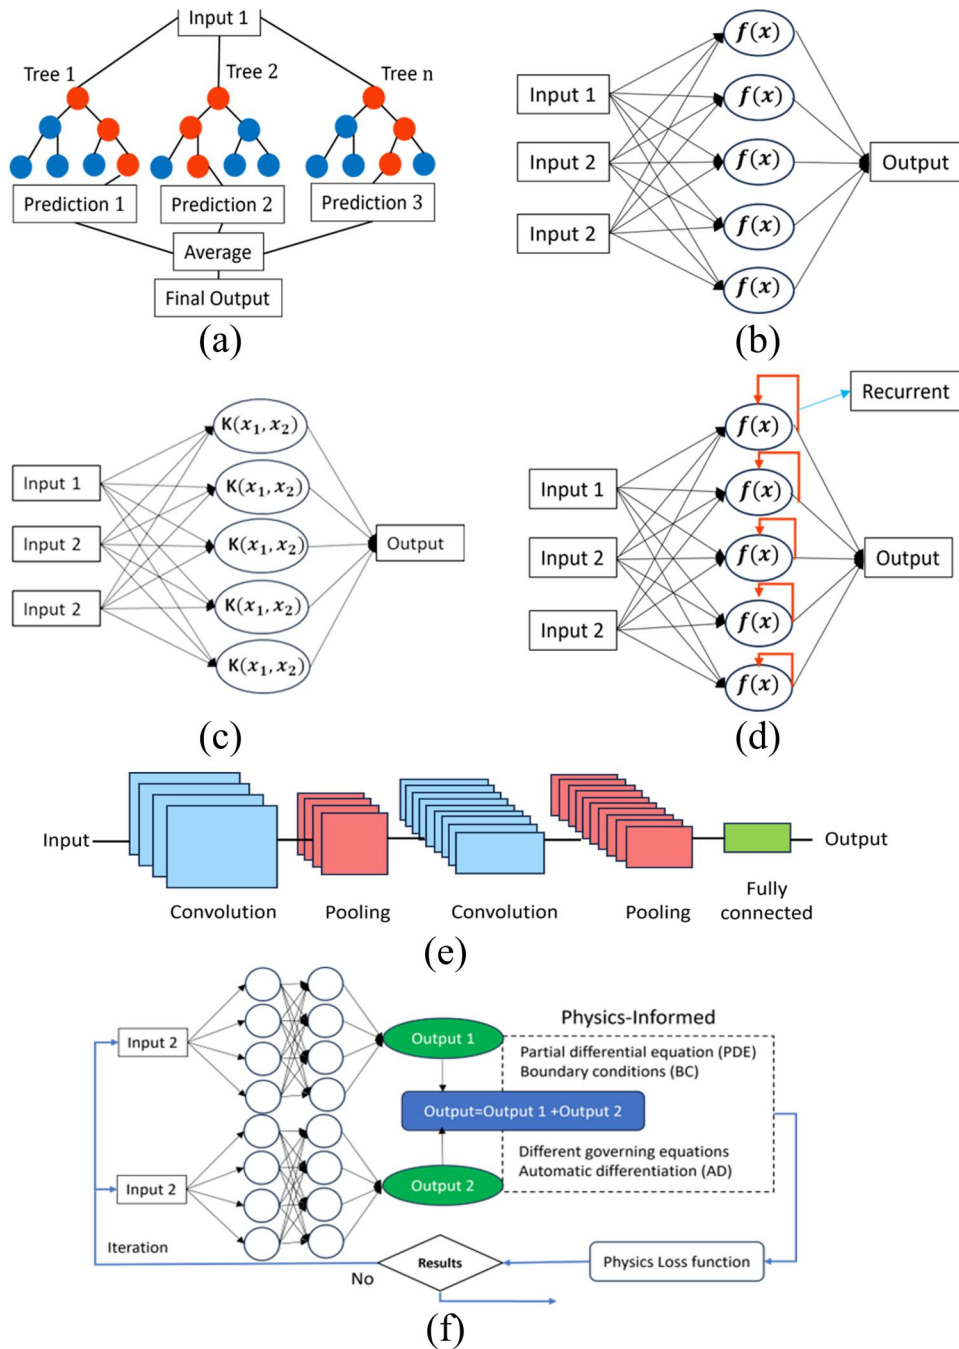 Input 1
Tree 1
Tree 2
Tree n
Prediction 1
Prediction 2
Prediction 3
Average
Final Output
(a)
f(x)
f(x)
f(x)
f(x)
f(x)
Input 1
Input 2
Input 2
Output
(b)
K(x₁, x₂)
K(x₁, x₂)
K(x₁, x₂)
K(x₁, x₂)
K(x₁, x₂)
Input 1
Input 2
Input 2
Output
(c)
Recurrent
f(x)
f(x)
f(x)
f(x)
f(x)
Input 1
Input 2
Input 2
Output
(d)
Input
Convolution
Pooling
Convolution
Pooling
Fully
connected
Output
(e)
Input 2
Input 2
Output 1
Output 2
Output=Output 1 +Output 2
Physics-Informed
Partial differential equation (PDE)
Boundary conditions (BC)
Different governing equations
Automatic differentiation (AD)
Iteration
No
Results
Physics Loss function
(f)